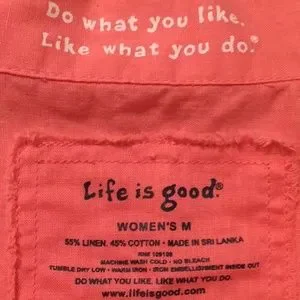 Do what you like.
Like what you do.®
Life is good.®
WOMEN'S M
55% LINEN. 45% COTTON • MADE IN SRI LANKA
RN# 109109
MACHINE WASH COLD • NO BLEACH
TUMBLE DRY LOW • WARM IRON • IRON EMBELLISHMENT INSIDE OUT
DO WHAT YOU LIKE. LIKE WHAT YOU DO.
www.lifeisgood.com